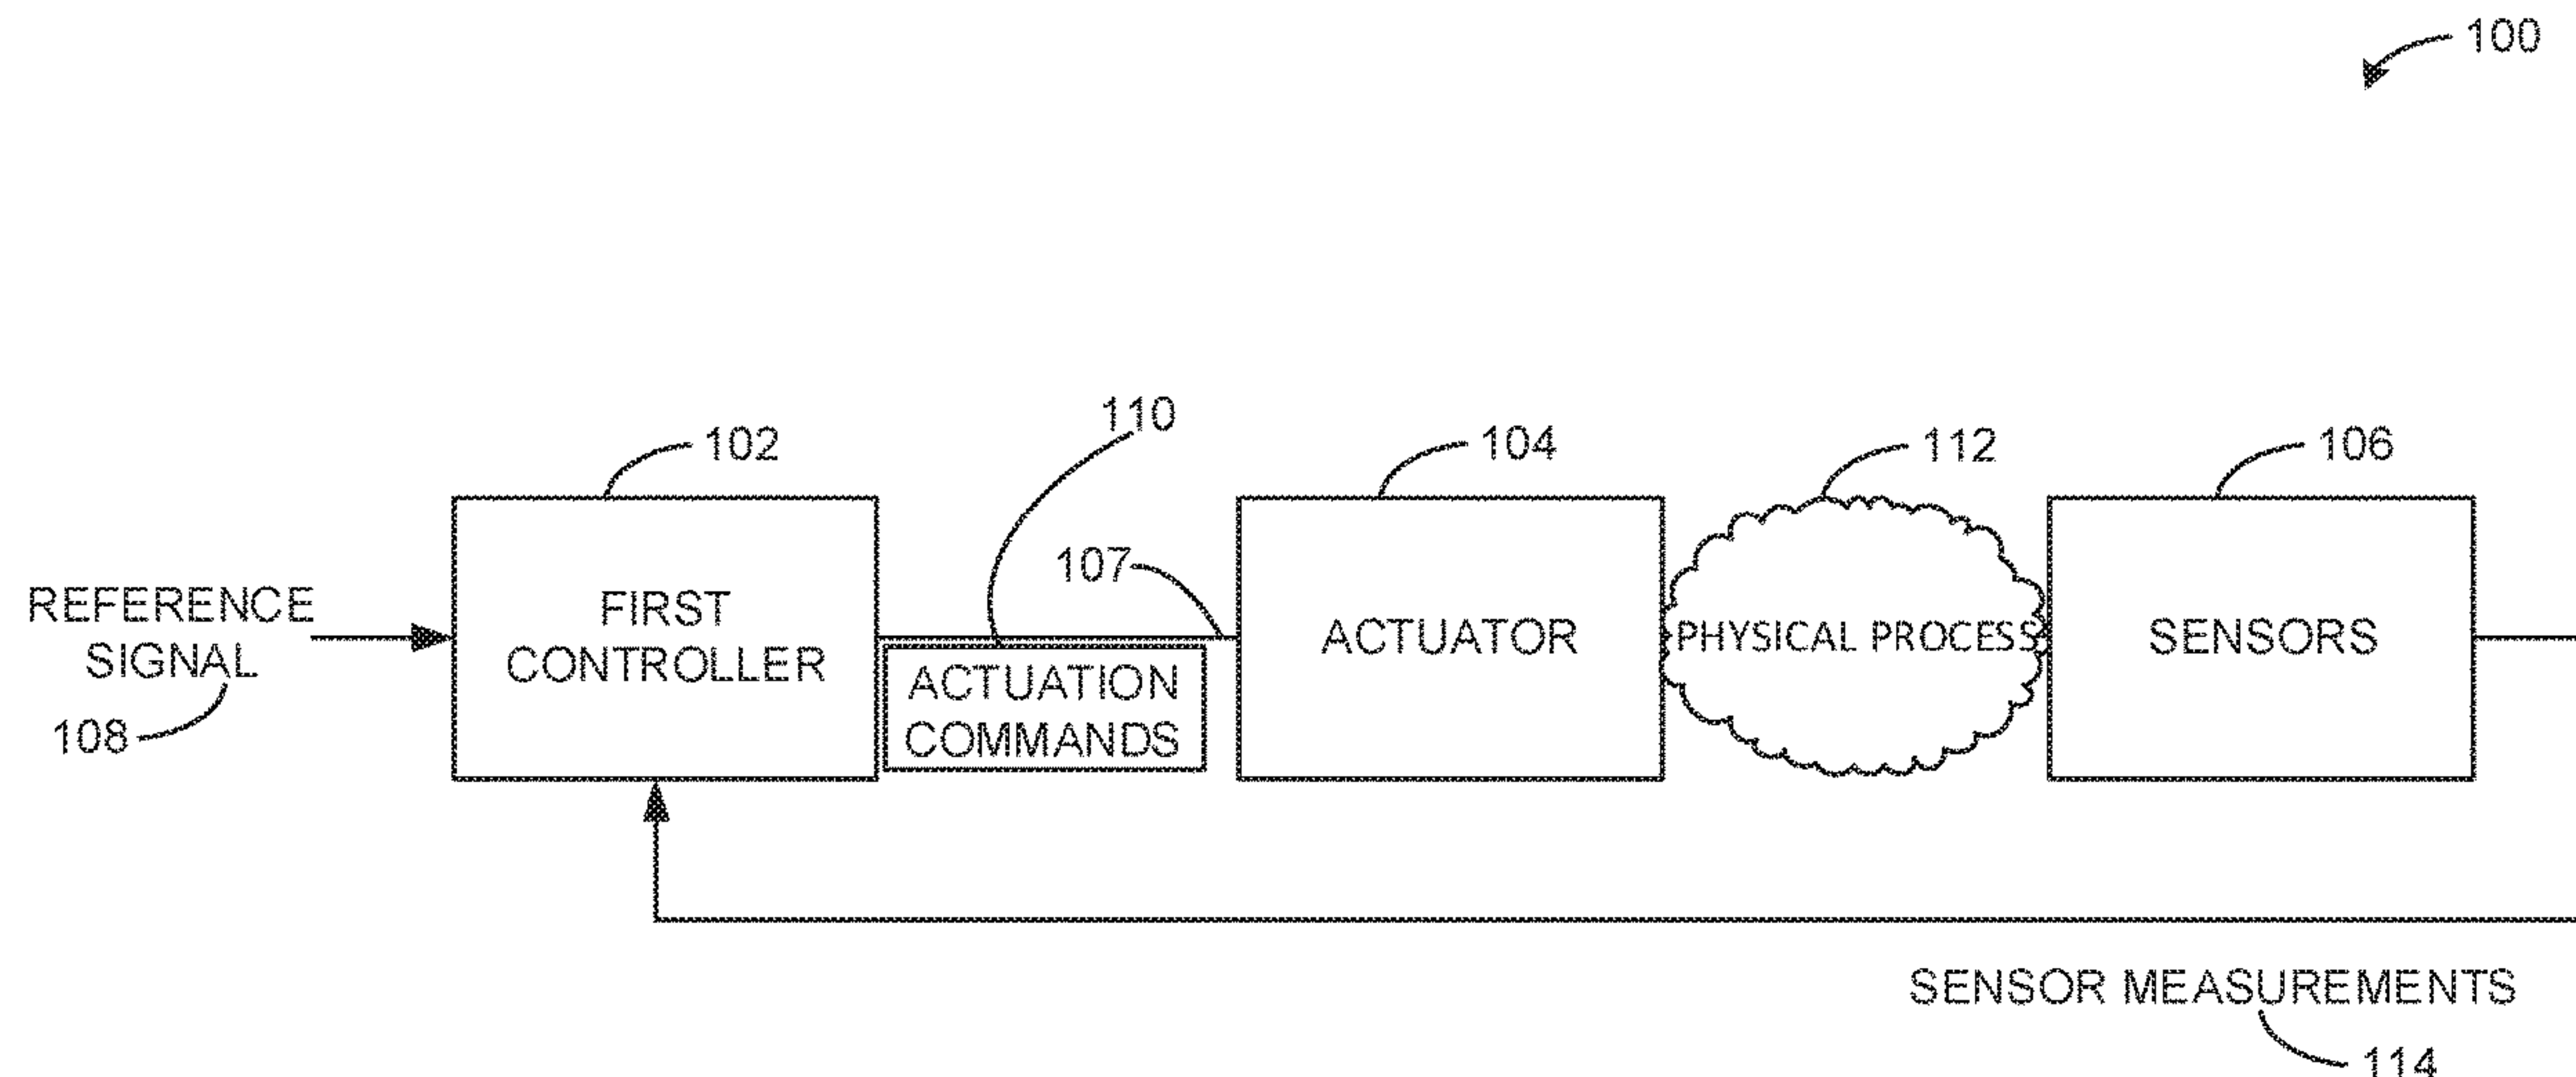 100
110
102
104
112
106
107
REFERENCE
SIGNAL
108
FIRST
CONTROLLER
ACTUATION
COMMANDS
ACTUATOR
PHYSICAL PROCESS
SENSORS
SENSOR MEASUREMENTS
114